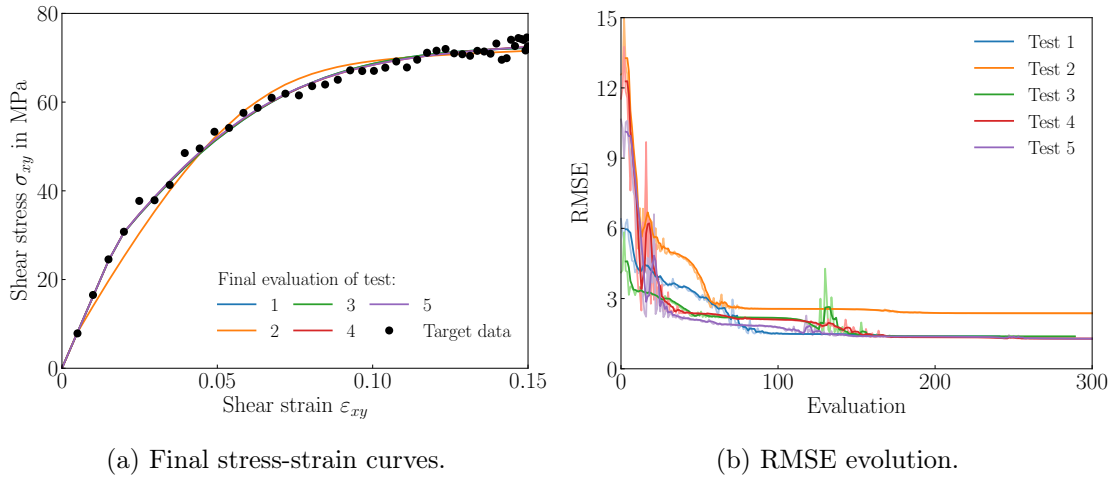 80
60
40
20
0
Shear stress σ_xy in MPa
Final evaluation of test:
1 3 5
2 4 Target data
0 0.05 0.10 0.15
Shear strain ε_xy
(a) Final stress-strain curves.
15
12
9
6
3
0
RMSE
Test 1
Test 2
Test 3
Test 4
Test 5
0 100 200 300
Evaluation
(b) RMSE evolution.